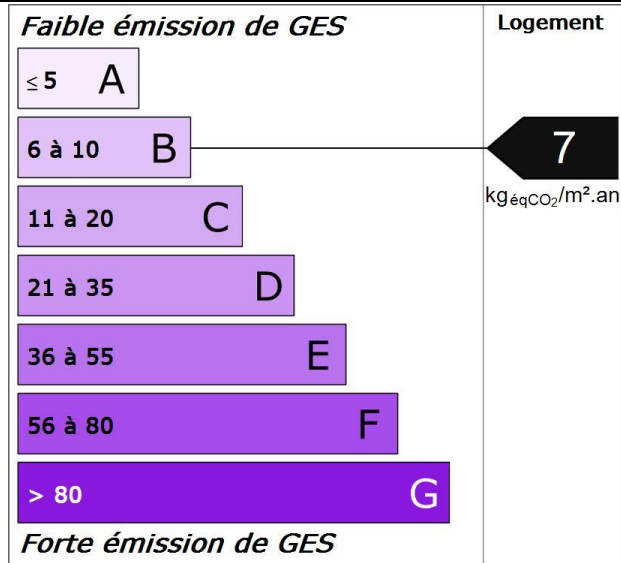 Faible émission de GES
Logement
≤ 5 A
6 à 10 B
7
kgéqCO₂/m².an
11 à 20 C
21 à 35 D
36 à 55 E
56 à 80 F
> 80 G
Forte émission de GES